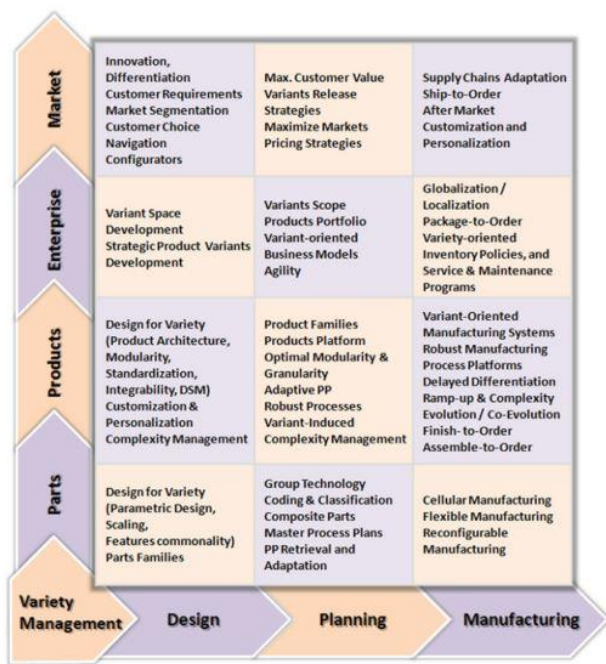 Market
Innovation,
Differentiation
Customer Requirements
Market Segmentation
Customer Choice
Navigation
Configurators
Max. Customer Value
Variants Release
Strategies
Maximize Markets
Pricing Strategies
Supply Chains Adaptation
Ship-to-Order
After Market
Customization and
Personalization
Enterprise
Variant Space
Development
Strategic Product Variants
Development
Variants Scope
Products Portfolio
Variant-oriented
Business Models
Agility
Globalization /
Localization
Package-to-Order
Variety-oriented
Inventory Policies, and
Service & Maintenance
Programs
Products
Design for Variety
(Product Architecture,
Modularity,
Standardization,
Integrability, DSM)
Customization &
Personalization
Complexity Management
Product Families
Products Platform
Optimal Modularity &
Granularity
Adaptive PP
Robust Processes
Variant-Induced
Complexity Management
Variant-Oriented
Manufacturing Systems
Robust Manufacturing
Process Platforms
Delayed Differentiation
Ramp-up & Complexity
Evolution / Co-Evolution
Finish- to-Order
Assemble-to-Order
Parts
Design for Variety
(Parametric Design,
Scaling,
Features commonality)
Parts Families
Group Technology
Coding & Classification
Composite Parts
Master Process Plans
PP Retrieval and
Adaptation
Cellular Manufacturing
Flexible Manufacturing
Reconfigurable
Manufacturing
Variety
Management
Design
Planning
Manufacturing